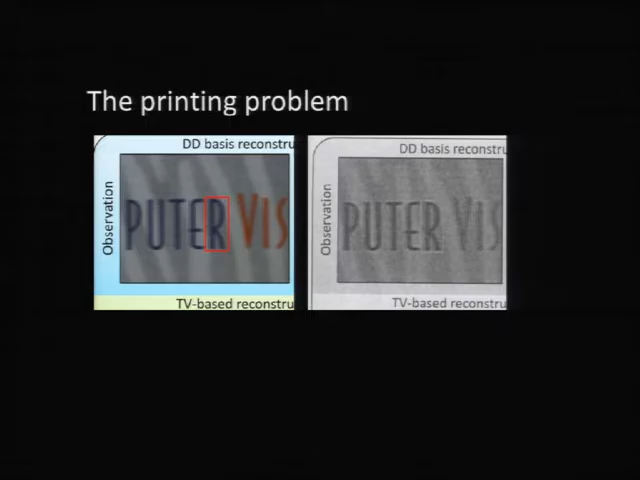 The printing problem
DD basis reconstru
Observation
PUTER VIS
TV-based reconstru
DD basis reconstru
Observation
PUTER VIS
TV-based reconstru